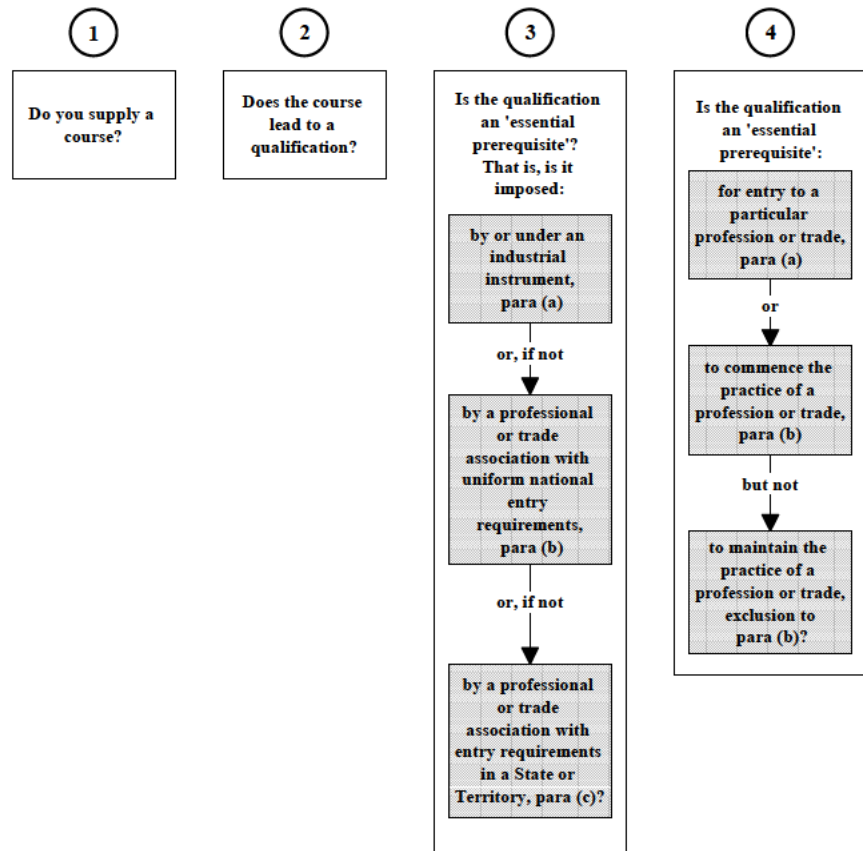 1
Do you supply a
course?
2
Does the course
lead to a
qualification?
3
Is the qualification
an 'essential
prerequisite'?
That is, is it
imposed:
by or under an
industrial
instrument,
para (a)
or, if not
by a professional
or trade
association with
uniform national
entry
requirements,
para (b)
or, if not
by a professional
or trade
association with
entry requirements
in a State or
Territory, para (c)?
4
Is the qualification
an 'essential
prerequisite':
for entry to a
particular
profession or trade,
para (a)
or
to commence the
practice of a
profession or trade,
para (b)
but not
to maintain the
practice of a
profession or trade,
exclusion to
para (b)?